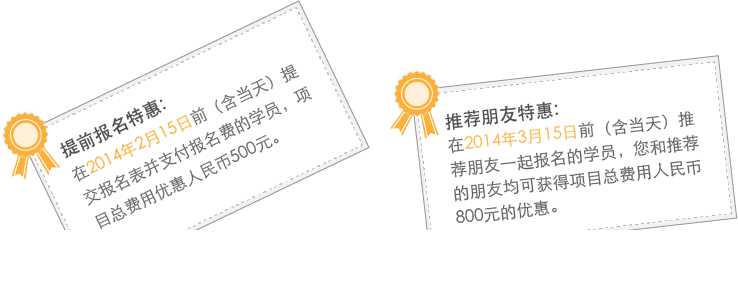 提前报名特惠:
在2014年2月15日前（含当天）提
交报名表并支付报名费的学员，项
目总费用优惠人民币500元。
推荐朋友特惠:
在2014年3月15日前（含当天）推
荐朋友一起报名的学员，您和推荐
的朋友均可获得项目总费用人民币
800元的优惠。